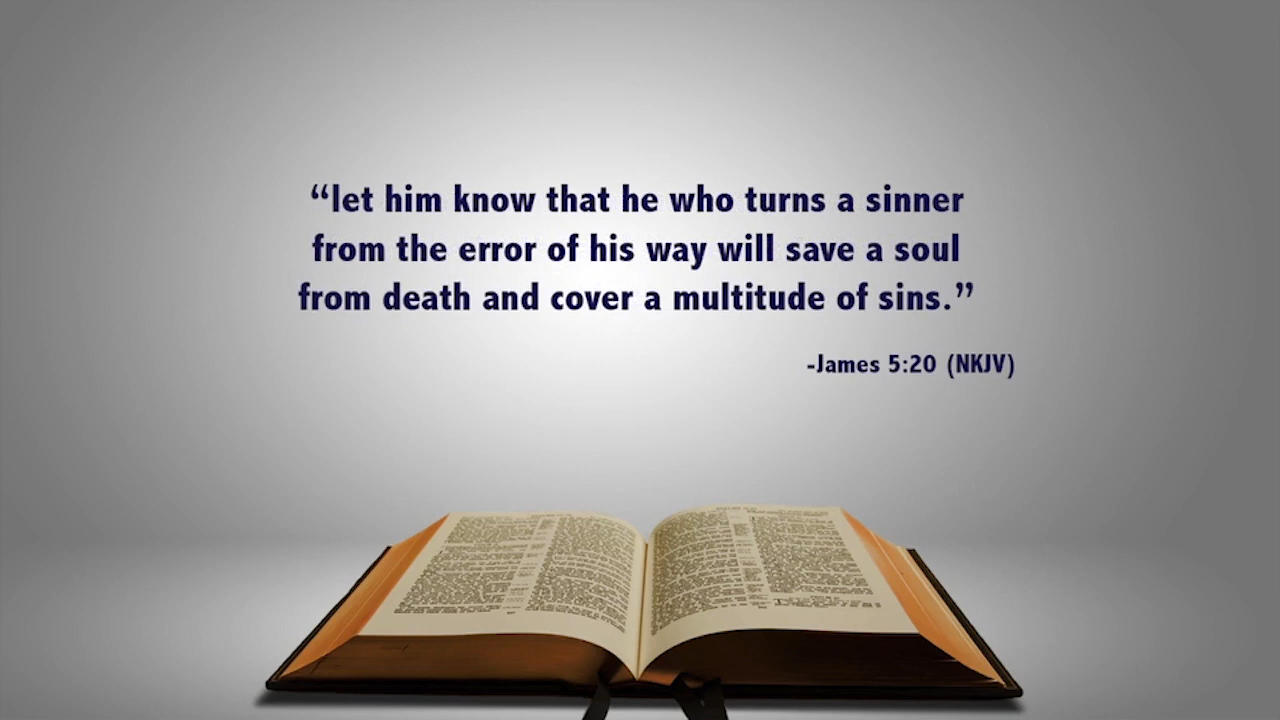 “let him know that he who turns a sinner
from the error of his way will save a soul
from death and cover a multitude of sins.”
-James 5:20 (NKJV)